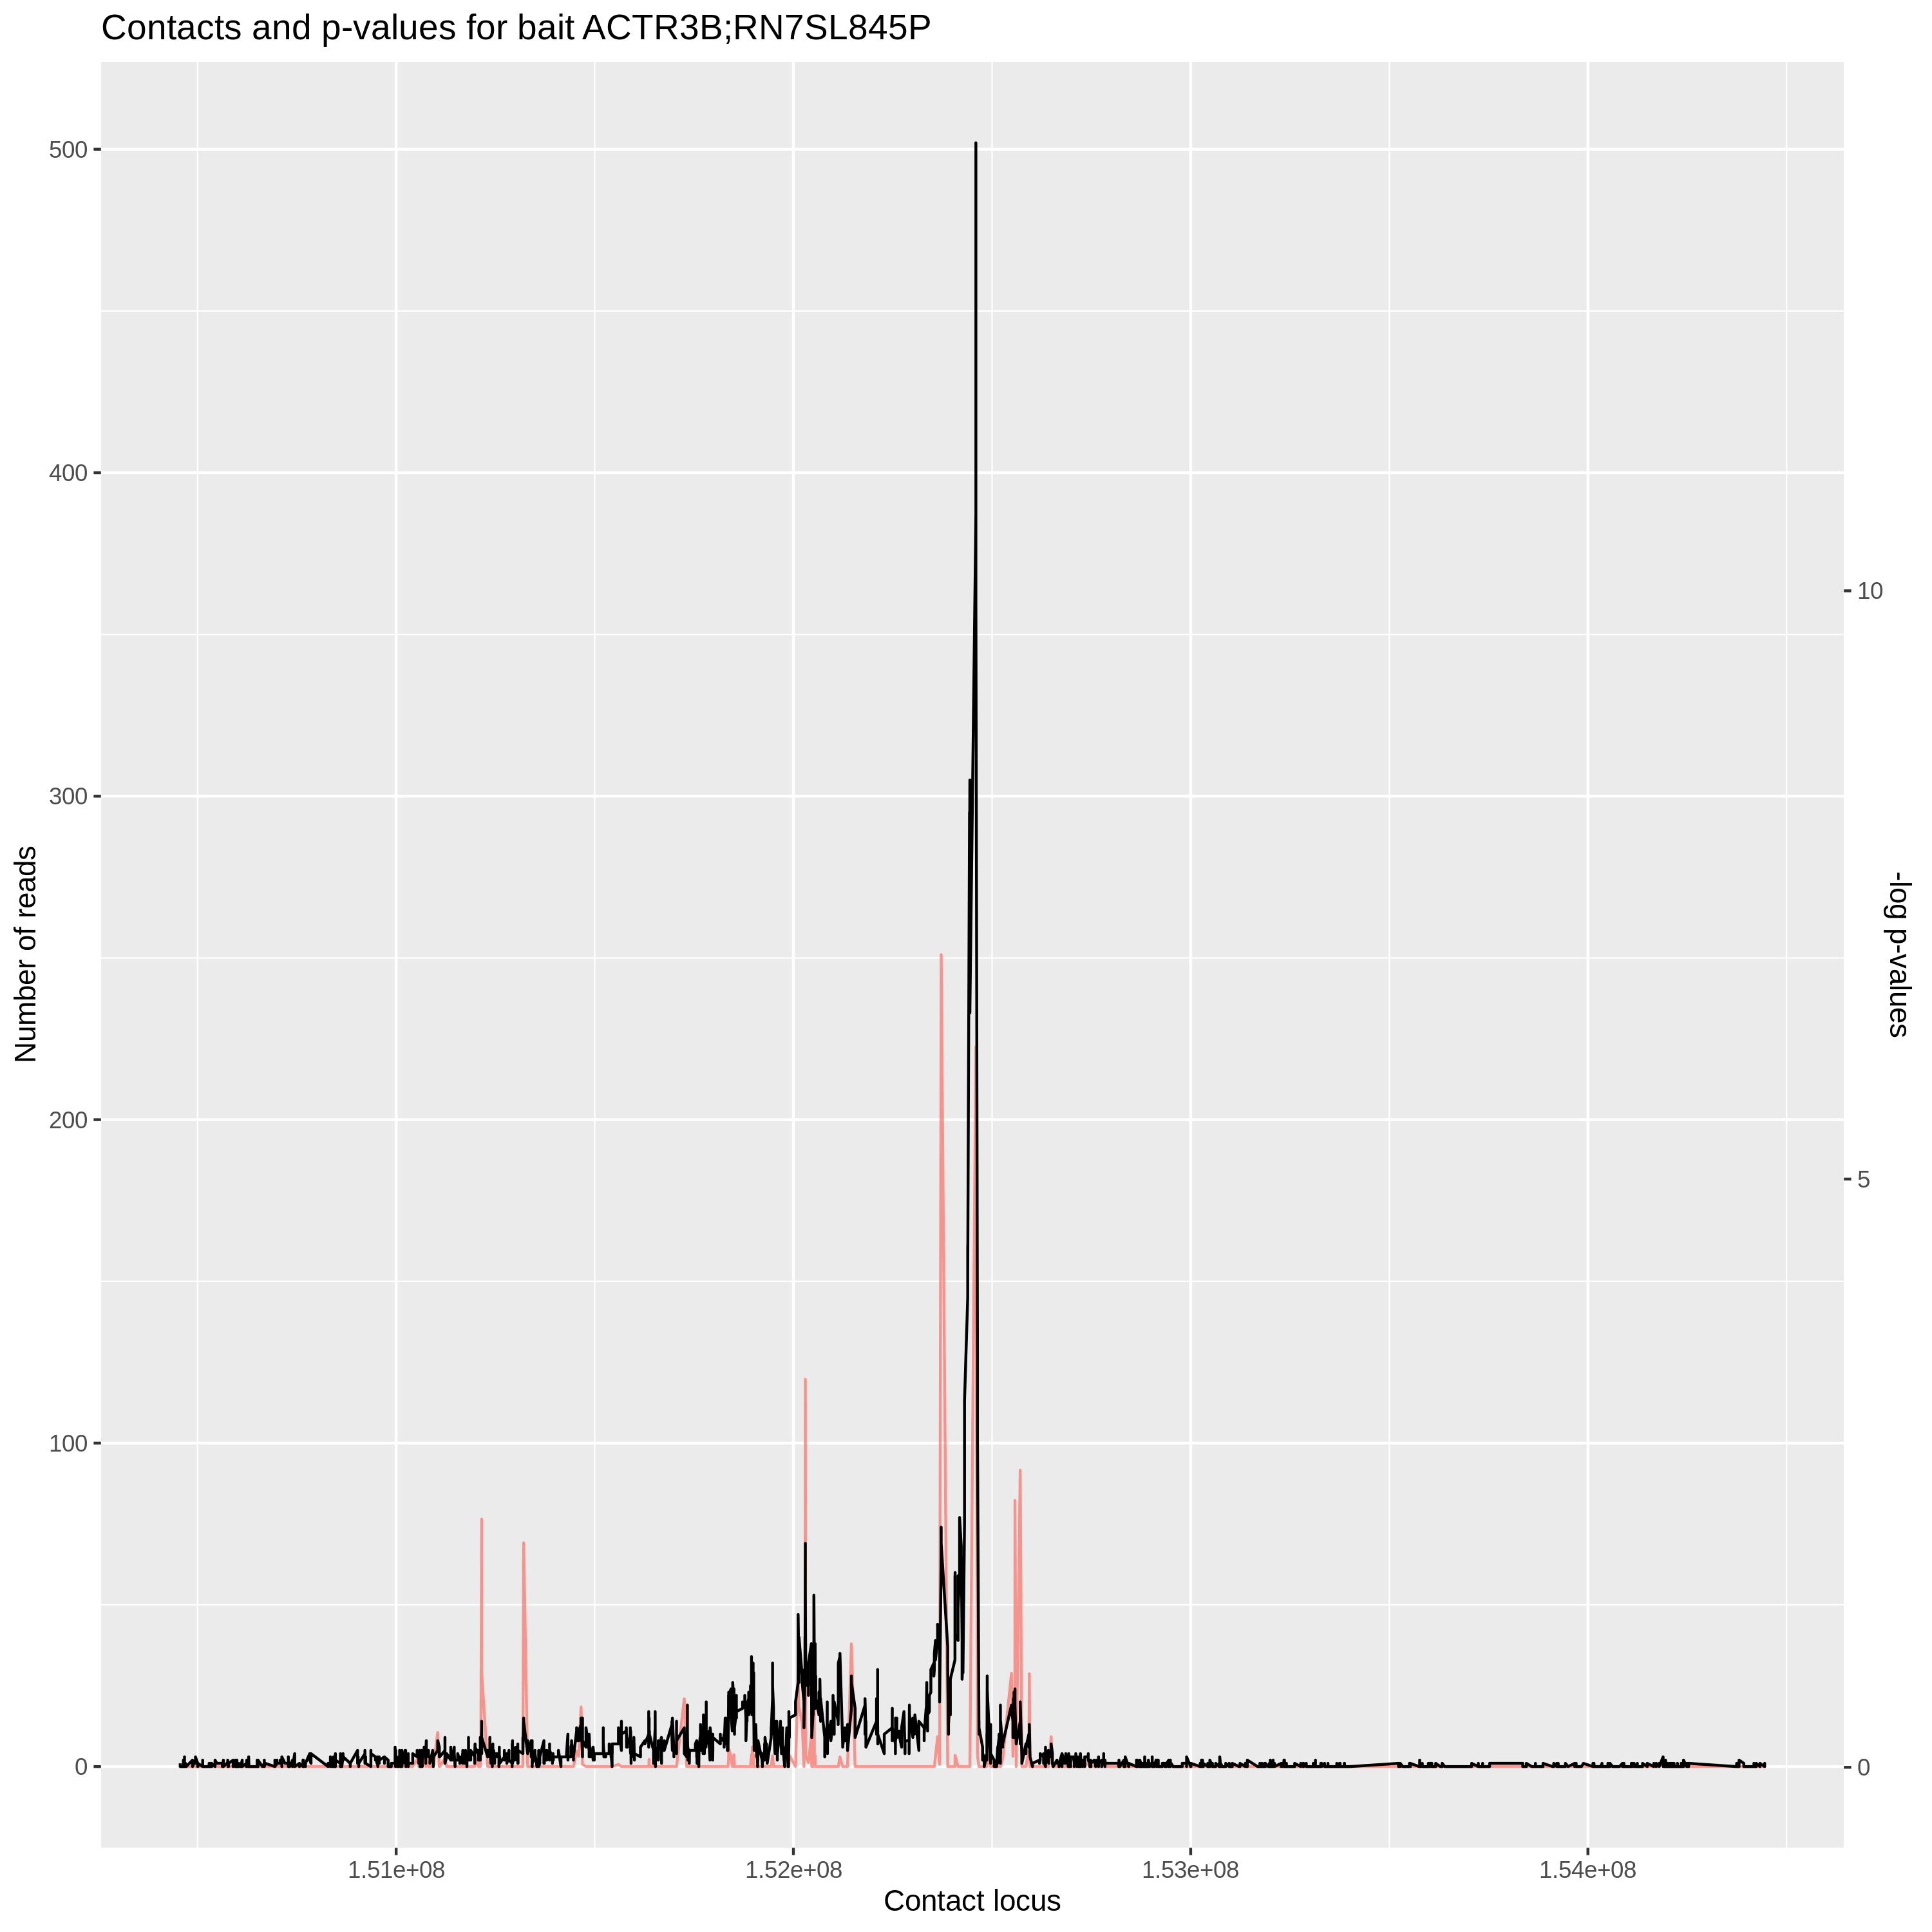 Contacts and p-values for bait ACTR3B;RN7SL845P
500
400
300
200
100
0
Number of reads
10
5
0
-log p-values
1.51e+08
1.52e+08
1.53e+08
1.54e+08
Contact locus